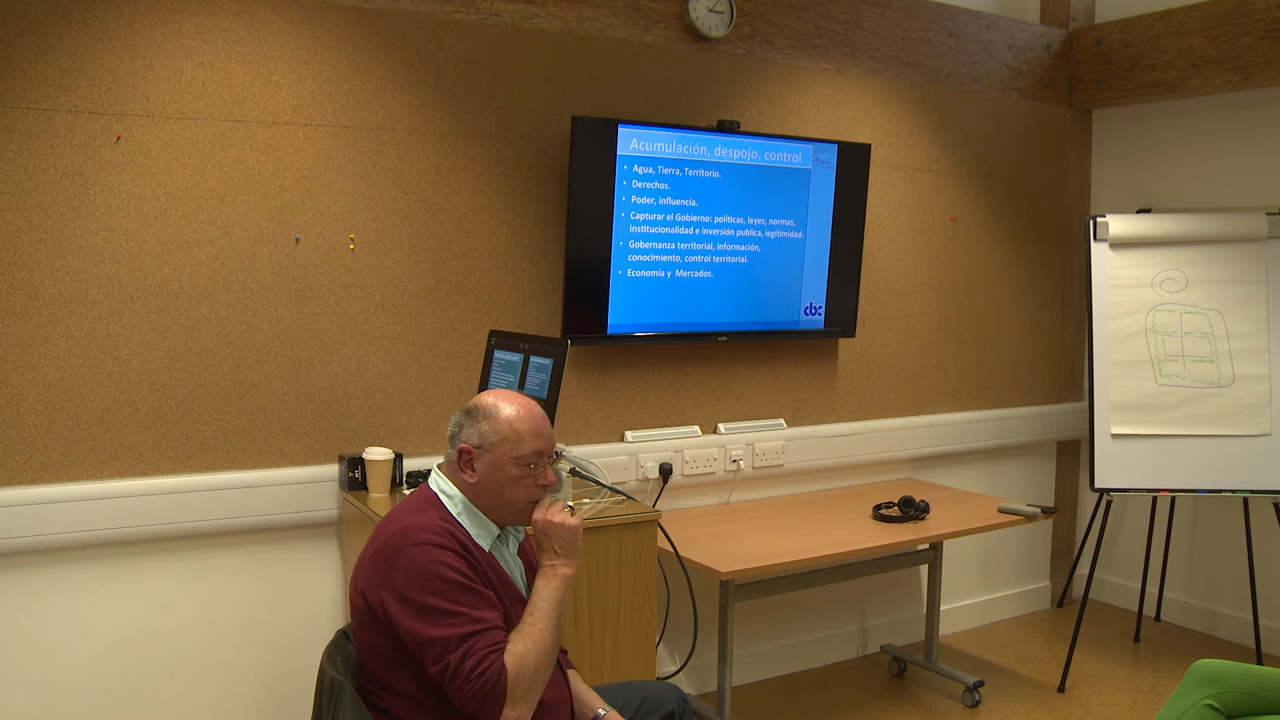 Acumulación, despojo, control
• Agua, Tierra, Territorio.
• Derechos.
• Poder, influencia.
• Capturar el Gobierno: políticas, leyes, normas,
institucionalidad e inversión publica, legitimidad.
• Gobernanza territorial, información,
conocimiento, control territorial.
• Economía y Mercados.
cbc